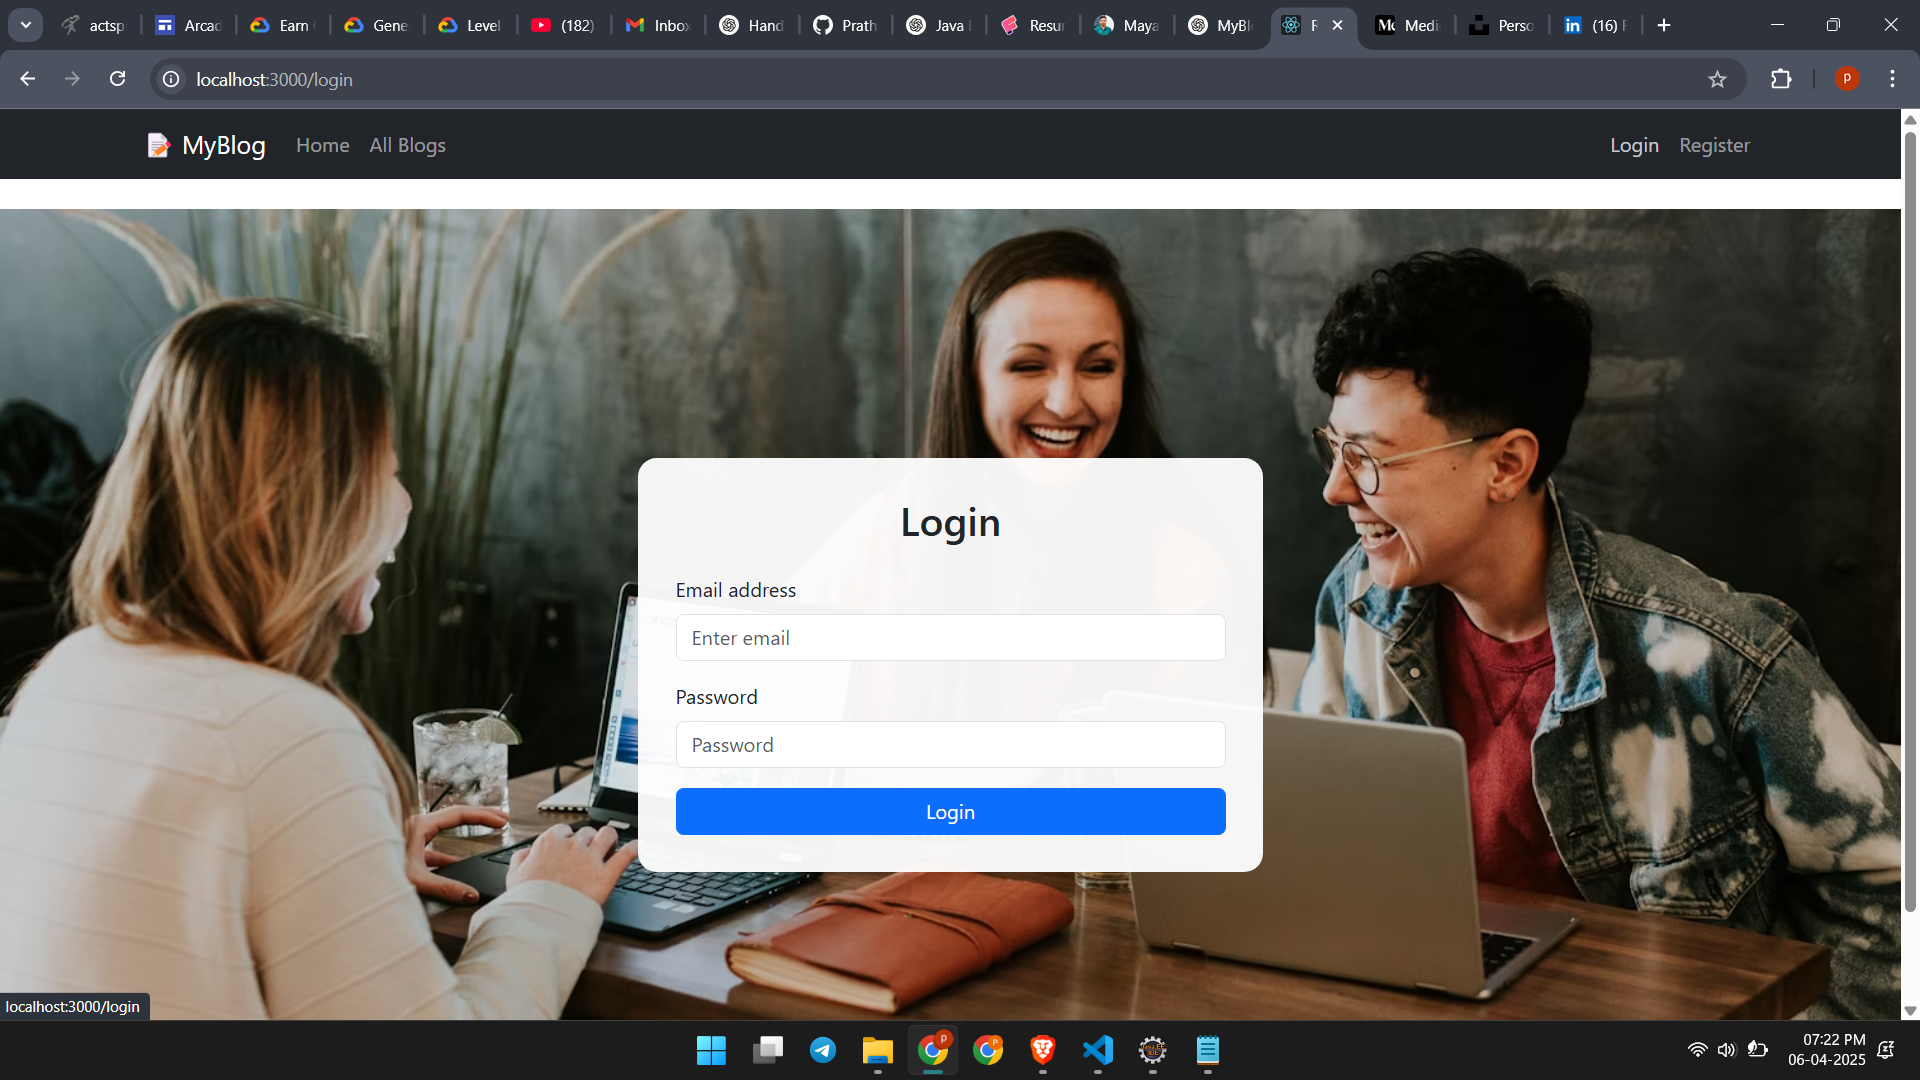 actsp
Arcad
Earn
Gene
Level
(182)
Inbox
Hand
Prath
Java
Resur
Maya
MyBl
Medi
Perso
(16)
localhost:3000/login
p
MyBlog
Home
All Blogs
Login
Register
Login
Email address
Enter email
Password
Password
Login
localhost:3000/login
07:22 PM
06-04-2025